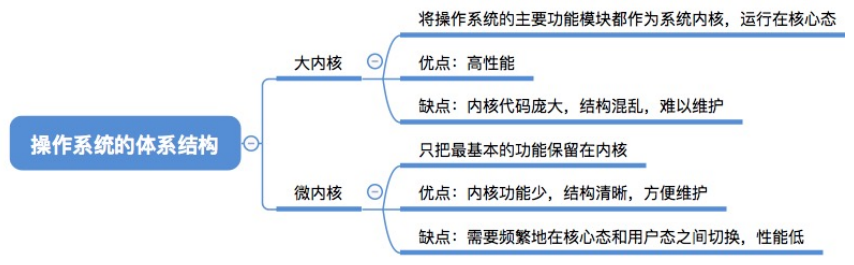 操作系统的体系结构
大内核
将操作系统的主要功能模块都作为系统内核，运行在核心态
优点：高性能
缺点：内核代码庞大，结构混乱，难以维护
微内核
只把最基本的功能保留在内核
优点：内核功能少，结构清晰，方便维护
缺点：需要频繁地在核心态和用户态之间切换，性能低